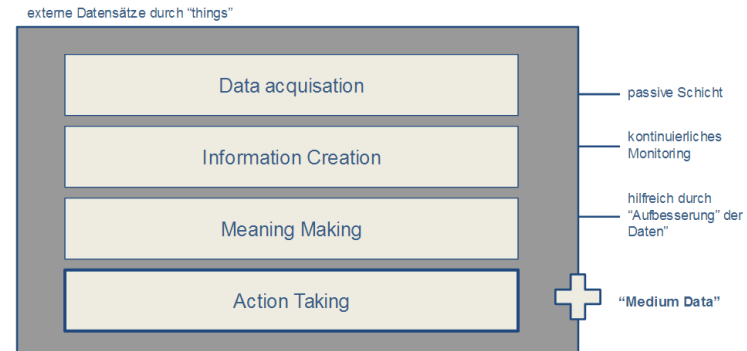 externe Datensätze durch “things”
Data acquisation
passive Schicht
Information Creation
kontinuierliches
Monitoring
Meaning Making
hilfreich durch
“Aufbesserung” der
Daten”
Action Taking
“Medium Data”